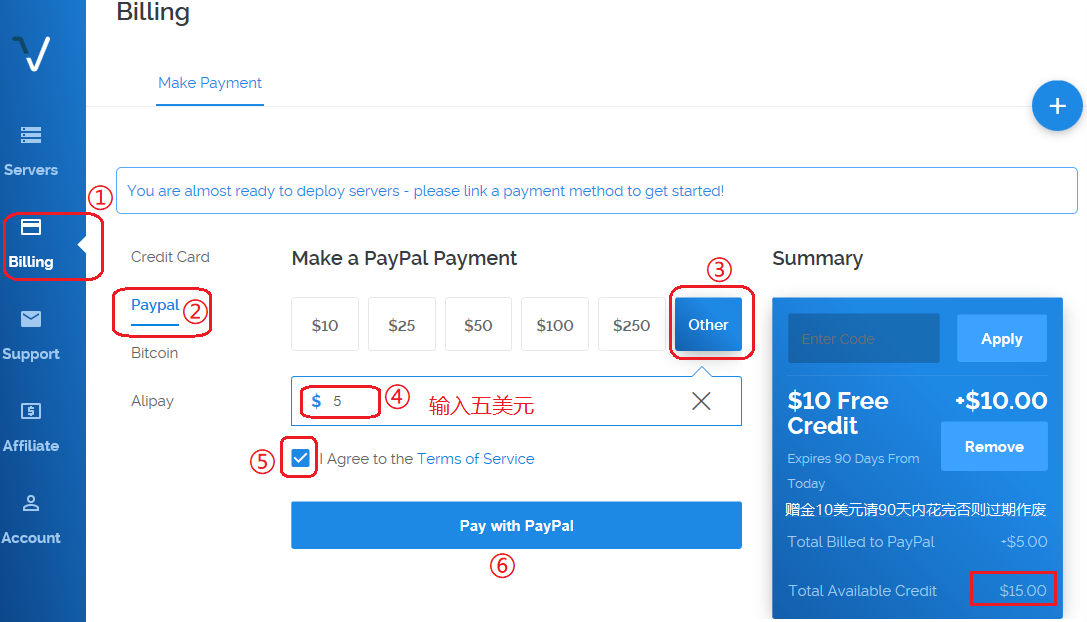 Billing
Make Payment
+
Servers
①
You are almost ready to deploy servers - please link a payment method to get started!
Billing
Credit Card
Paypal
②
Bitcoin
Alipay
Support
Affiliate
Account
Make a PayPal Payment
③
$10
$25
$50
$100
$250
Other
$ 5
④
输入五美元
⑤
I Agree to the Terms of Service
Pay with PayPal
⑥
Summary
Enter Code
Apply
$10 Free
Credit
+$10.00
Remove
Expires 90 Days From
Today
赠金10美元请90天内花完否则过期作废
Total Billed to PayPal
+$5.00
Total Available Credit
$15.00